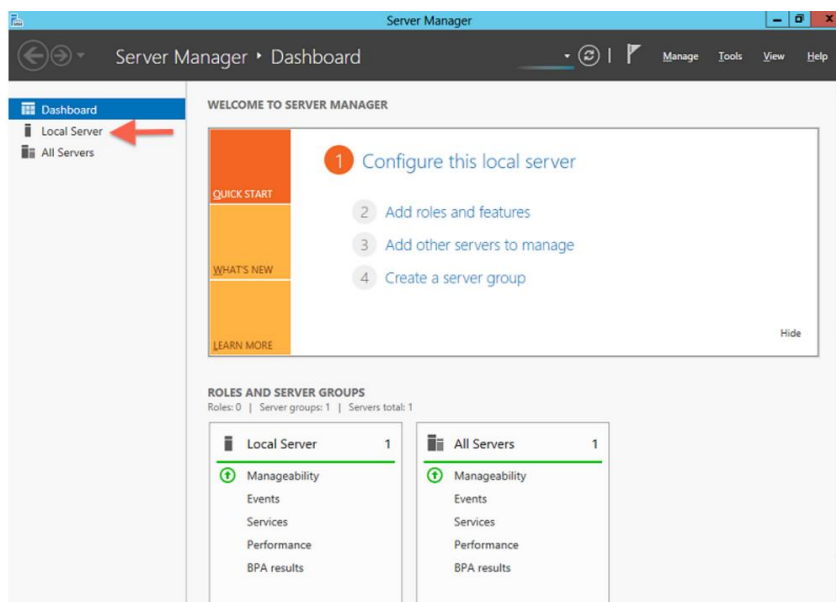 Server Manager
Server Manager ‣ Dashboard
Manage Tools View Help
Dashboard
Local Server
All Servers
WELCOME TO SERVER MANAGER
QUICK START
WHAT'S NEW
LEARN MORE
1 Configure this local server
2 Add roles and features
3 Add other servers to manage
4 Create a server group
Hide
ROLES AND SERVER GROUPS
Roles: 0 | Server groups: 1 | Servers total: 1
Local Server 1
Manageability
Events
Services
Performance
BPA results
All Servers 1
Manageability
Events
Services
Performance
BPA results